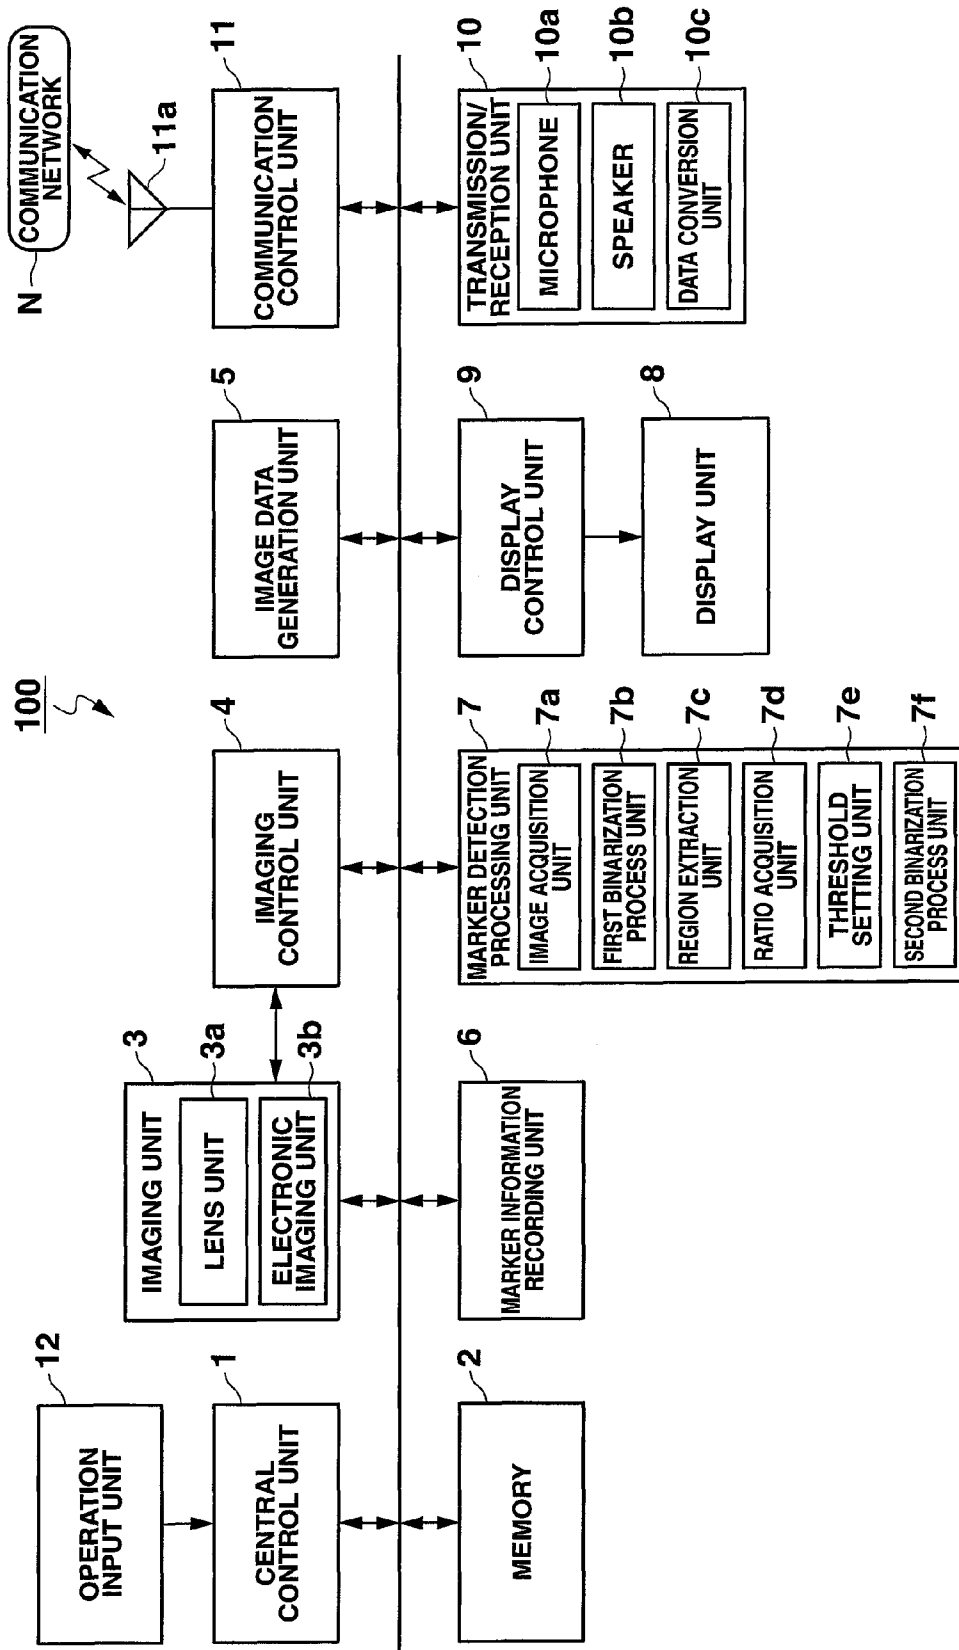 100
12
OPERATION
INPUT UNIT
1
CENTRAL
CONTROL UNIT
3
IMAGING UNIT
3a
LENS UNIT
3b
ELECTRONIC
IMAGING UNIT
4
IMAGING
CONTROL UNIT
5
IMAGE DATA
GENERATION UNIT
N
COMMUNICATION
NETWORK
11a
11
COMMUNICATION
CONTROL UNIT
2
MEMORY
6
MARKER INFORMATION
RECORDING UNIT
7
MARKER DETECTION
PROCESSING UNIT
7a
IMAGE ACQUISITION
UNIT
7b
FIRST BINARIZATION
PROCESS UNIT
7c
REGION EXTRACTION
UNIT
7d
RATIO ACQUISITION
UNIT
7e
THRESHOLD
SETTING UNIT
7f
SECOND BINARIZATION
PROCESS UNIT
9
DISPLAY
CONTROL UNIT
8
DISPLAY UNIT
10
TRANSMISSION/
RECEPTION UNIT
10a
MICROPHONE
10b
SPEAKER
10c
DATA CONVERSION
UNIT